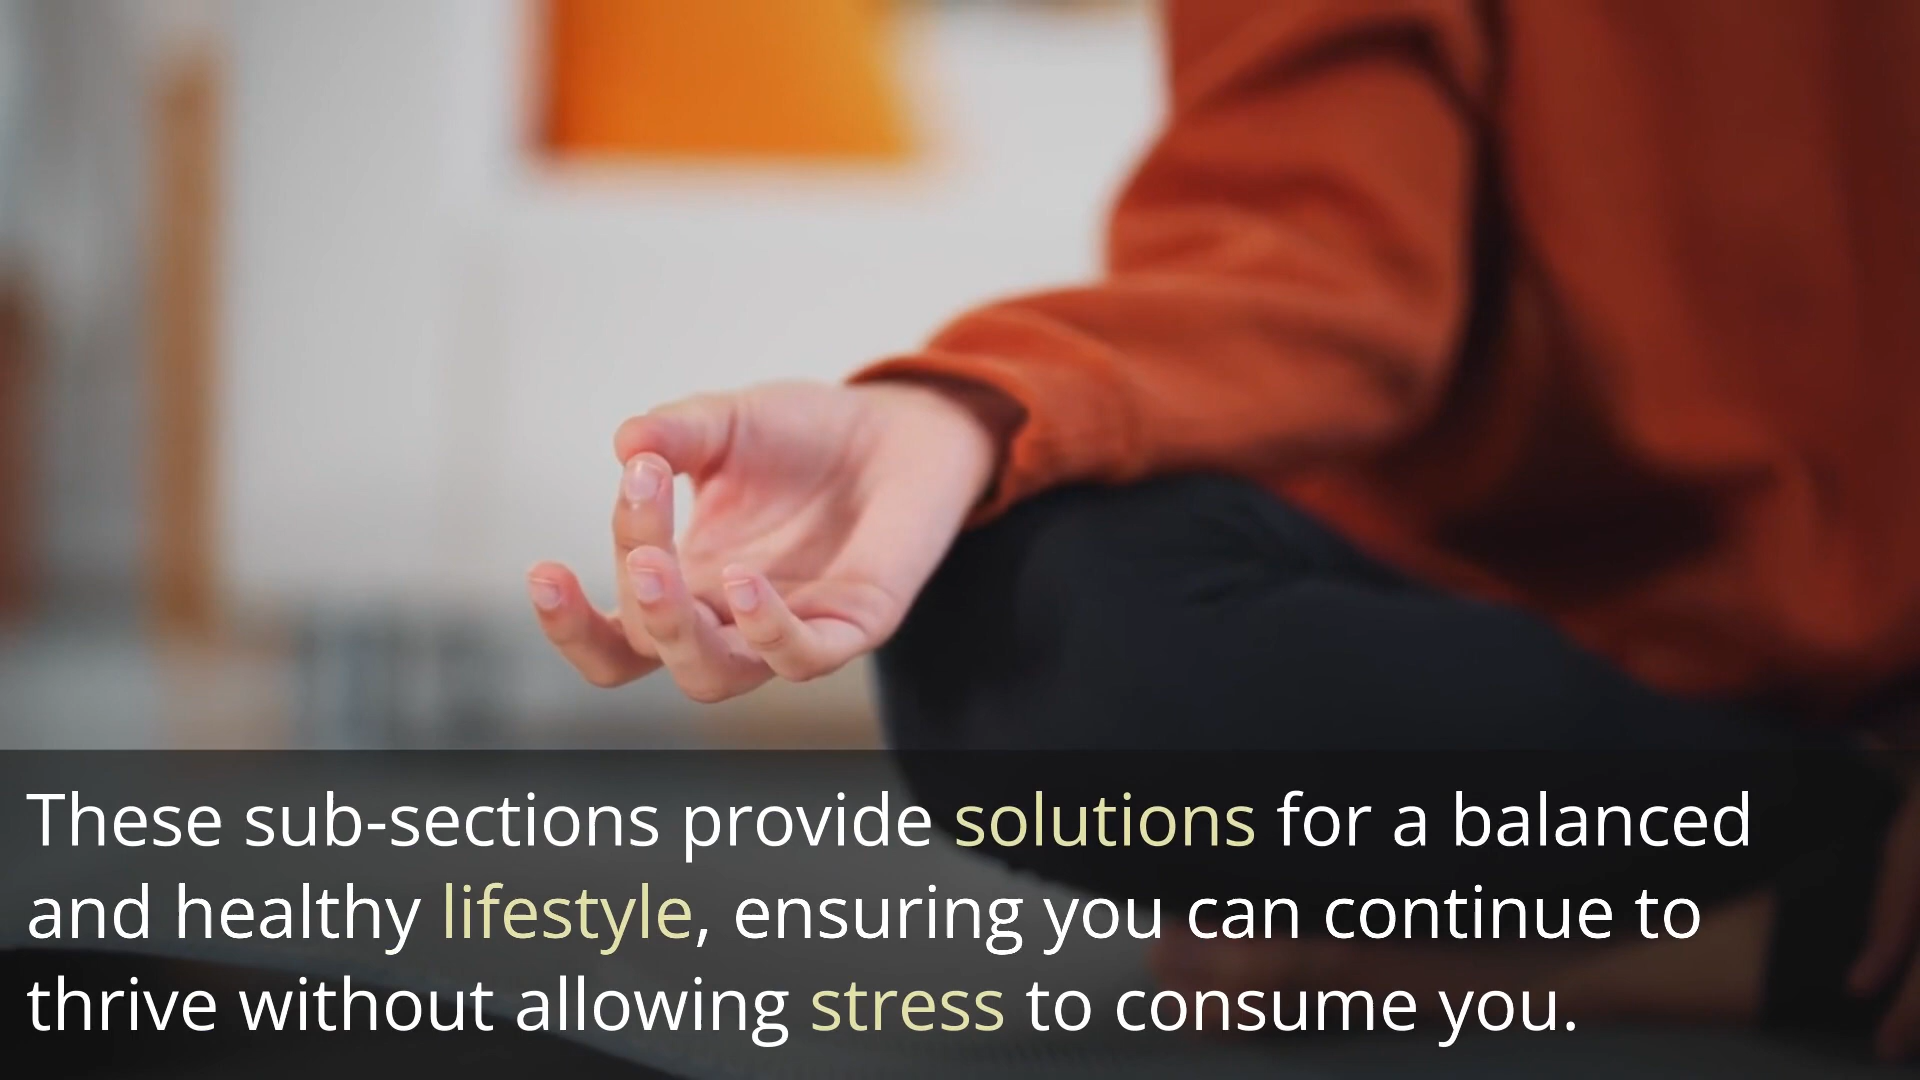 These sub-sections provide solutions for a balanced
and healthy lifestyle, ensuring you can continue to
thrive without allowing stress to consume you.